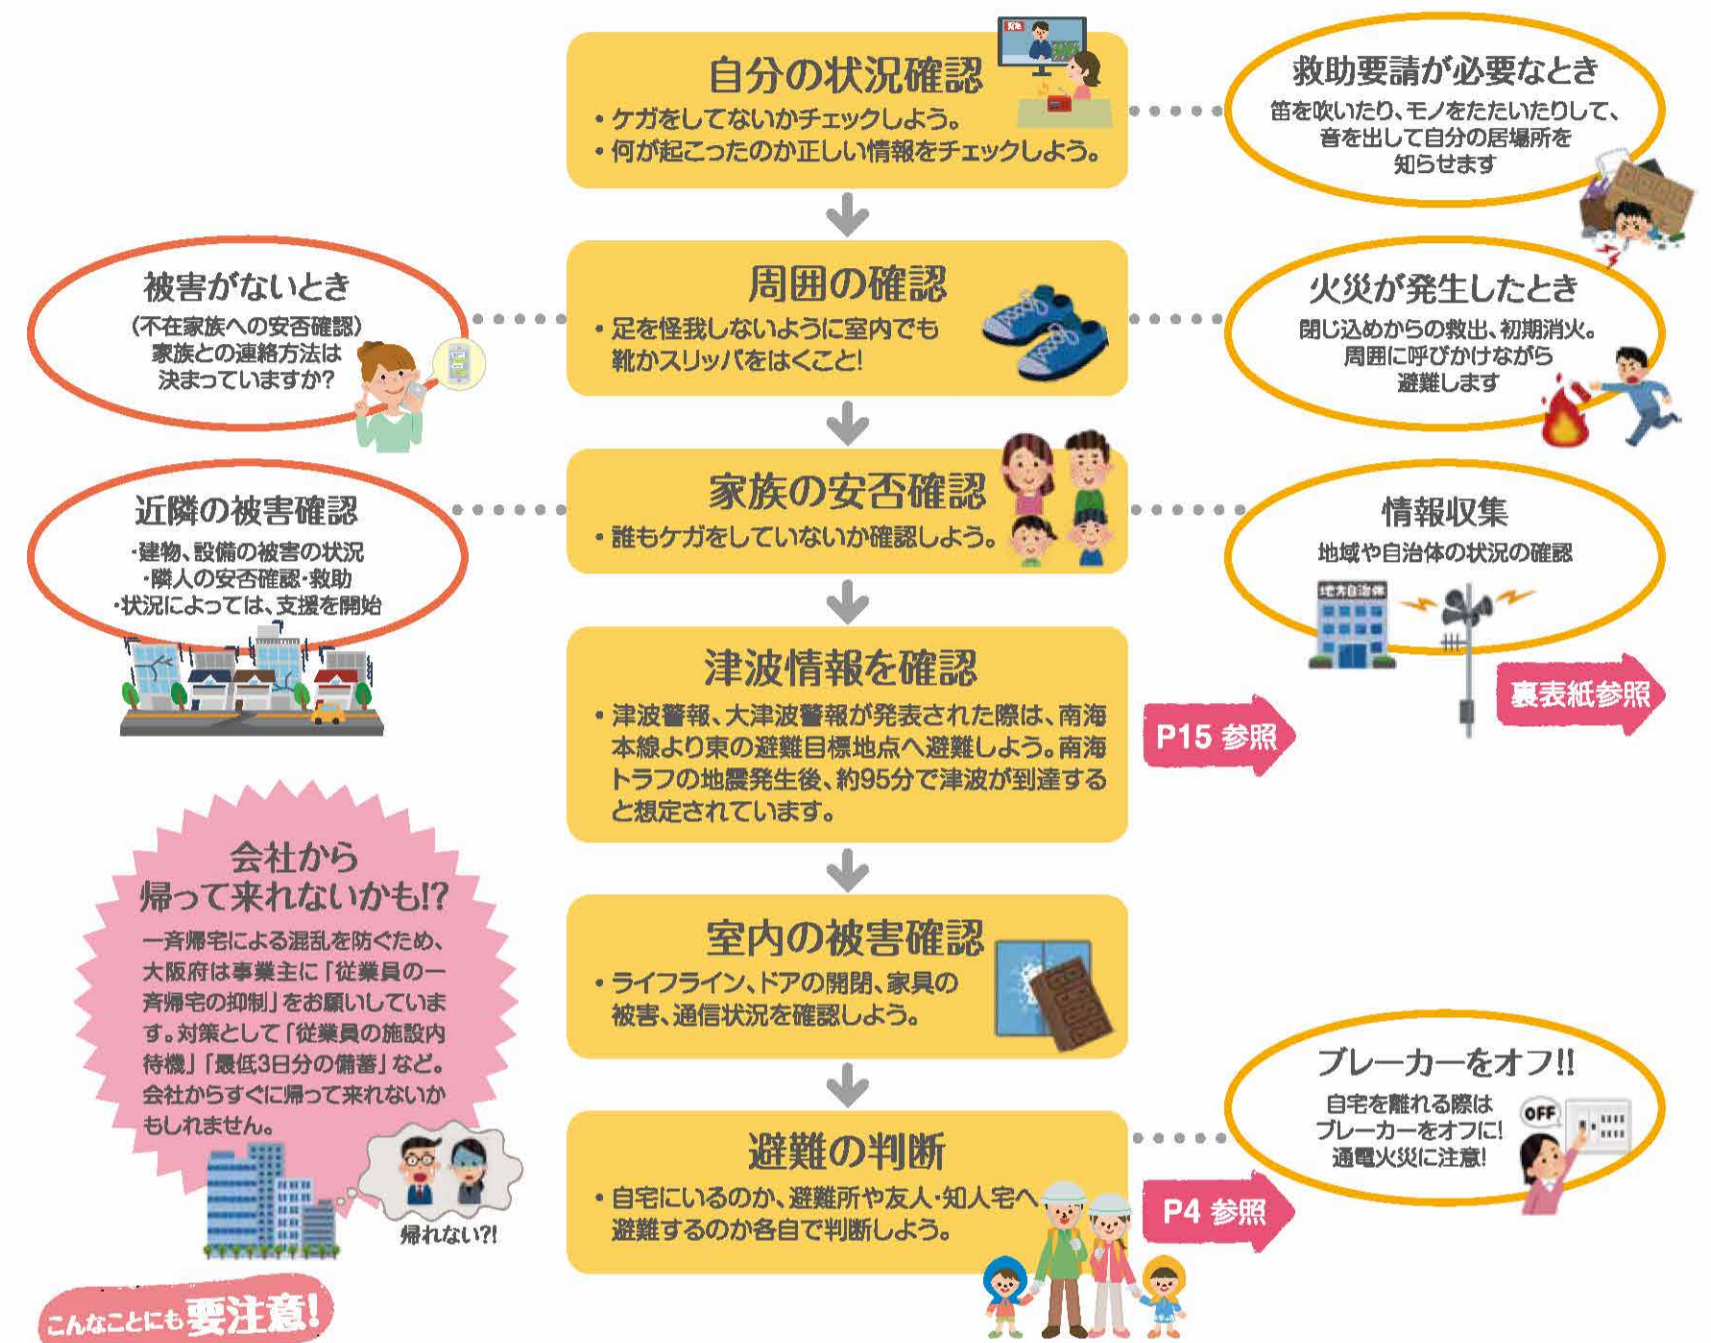 自分の状況確認
・ケガをしてないかチェックしよう。
・何が起こったのか正しい情報をチェックしよう。
救助要請が必要なとき
笛を吹いたり、モノをたたいたりして、
音を出して自分の居場所を
知らせます
被害がないとき
(不在家族への安否確認)
家族との連絡方法は
決まっていますか?
周囲の確認
・足を怪我しないように室内でも
靴かスリッパをはくこと!
火災が発生したとき
閉じ込めからの救出、初期消火。
周囲に呼びかけながら
避難します
近隣の被害確認
・建物、設備の被害の状況
・隣人の安否確認・救助
・状況によっては、支援を開始
家族の安否確認
・誰もケガをしていないか確認しよう。
情報収集
地域や自治体の状況の確認
裏表紙参照
津波情報を確認
・津波警報、大津波警報が発表された際は、南海
本線より東の避難目標地点へ避難しよう。南海
トラフの地震発生後、約95分で津波が到達する
と想定されています。
P15 参照
会社から
帰って来れないかも!?
一斉帰宅による混乱を防ぐため、
大阪府は事業主に「従業員の一
斉帰宅の抑制」をお願いしていま
す。対策として「従業員の施設内
待機」「最低3日分の備蓄」など。
会社からすぐに帰って来れないか
もしれません。
帰れない?!
室内の被害確認
・ライフライン、ドアの開閉、家具の
被害、通信状況を確認しよう。
避難の判断
・自宅にいるのか、避難所や友人・知人宅へ
避難するのか各自で判断しよう。
P4 参照
ブレーカーをオフ!!
自宅を離れる際は
ブレーカーをオフに!
通電火災に注意!
OFF
こんなことにも要注意!